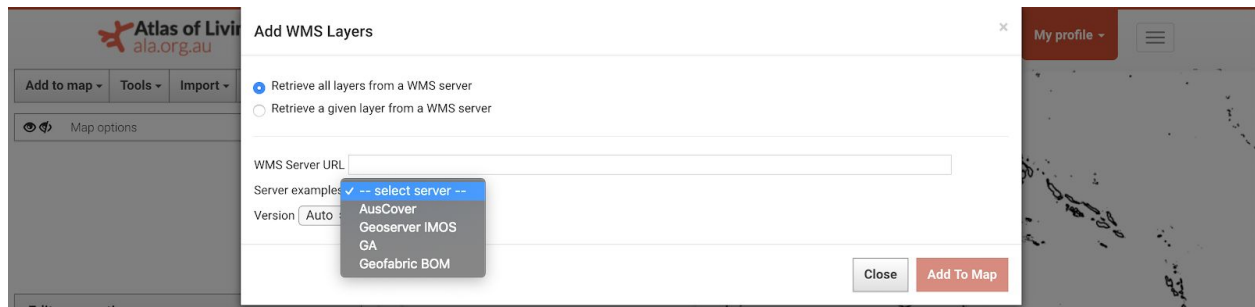 Atlas of Livi
ala.org.au
Add WMS Layers
×
My profile
Add to map
Tools
Import
Retrieve all layers from a WMS server
Retrieve a given layer from a WMS server
Map options
WMS Server URL
Server examples
✓ -- select server --
AusCover
Geoserver IMOS
GA
Geofabric BOM
Version Auto
Close
Add To Map